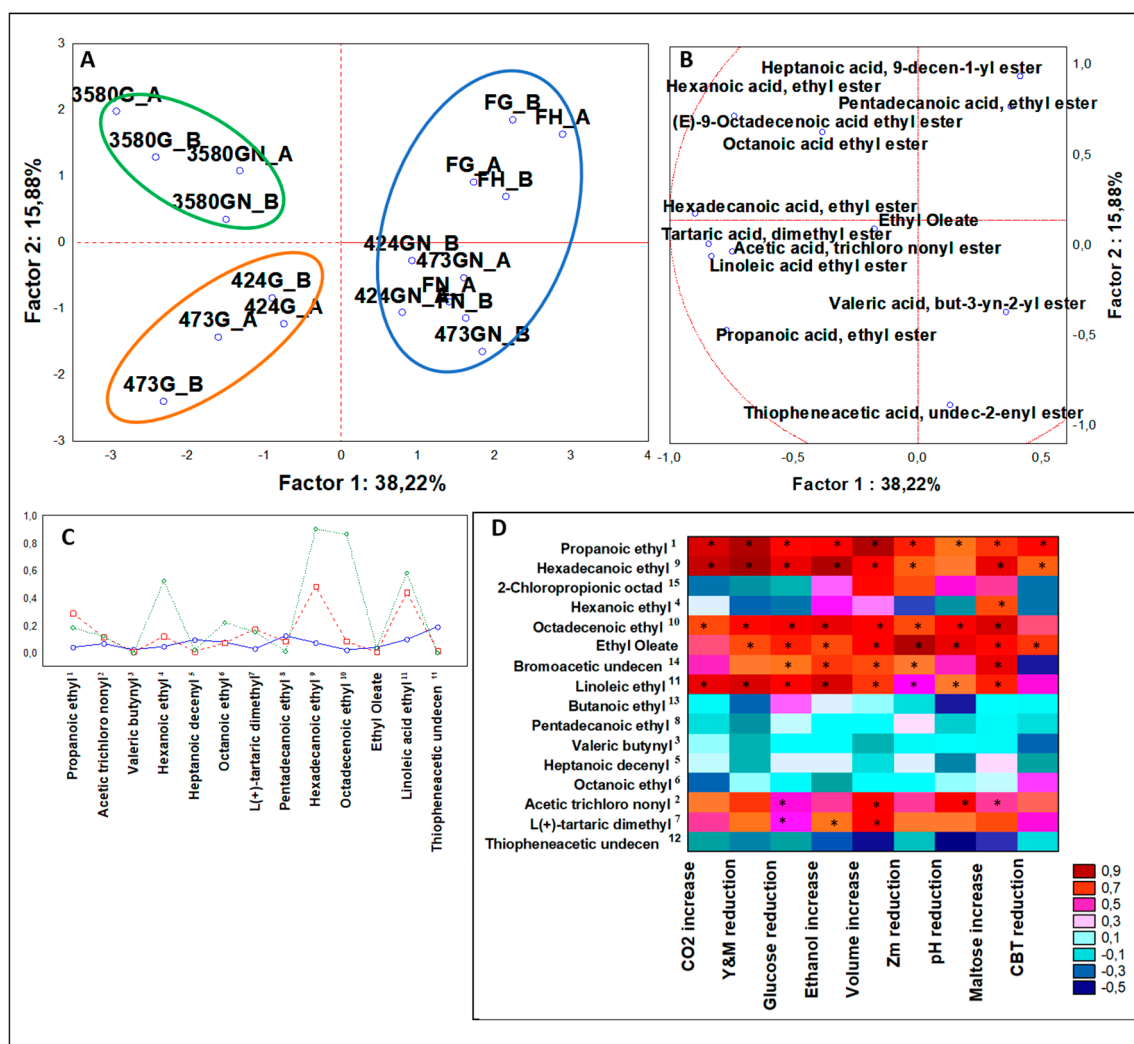 A
3
2
1
0
-1
-2
-3
Factor 2: 15,88%
3580G_A
3580G_B
3580GN_A
3580GN_B
FG_B
FH_A
FG_A
FH_B
424GN_B
473GN_A
424GN_A
FN_A
FN_B
473GN_B
424G_B
424G_A
473G_A
473G_B
-3 -2 -1 0 1 2 3 4
Factor 1: 38,22%
B
Heptanoic acid, 9-decen-1-yl ester
Hexanoic acid, ethyl ester
Pentadecanoic acid, ethyl ester
(E)-9-Octadecenoic acid ethyl ester
Octanoic acid ethyl ester
Hexadecanoic acid, ethyl ester
Ethyl Oleate
Tartaric acid, dimethyl ester
Acetic acid, trichloro nonyl ester
Linoleic acid ethyl ester
Valeric acid, but-3-yn-2-yl ester
Propanoic acid, ethyl ester
Thiopheneacetic acid, undec-2-enyl ester
1,0
0,5
0,0
-0,5
-1,0
Factor 2 : 15,88%
-1,0 -0,5 0,0 0,5
Factor 1 : 38,22%
C
1,0
0,8
0,6
0,4
0,2
0,0
Propanoic ethyl 1
Acetic trichloro nonyl 2
Valeric butynyl 3
Hexanoic ethyl 4
Heptanoic decenyl 5
Octanoic ethyl 6
L(+)-tartaric dimethyl 7
Pentadecanoic ethyl 8
Hexadecanoic ethyl 9
Octadecenoic ethyl 10
Ethyl Oleate
Linoleic acid ethyl 11
Thiopheneacetic undecen 11
D
Propanoic ethyl 1
Hexadecanoic ethyl 9
2-Chloropropionic octad 15
Hexanoic ethyl 4
Octadecenoic ethyl 10
Ethyl Oleate
Bromoacetic undecen 14
Linoleic ethyl 11
Butanoic ethyl 13
Pentadecanoic ethyl 8
Valeric butynyl 3
Heptanoic decenyl 5
Octanoic ethyl 6
Acetic trichloro nonyl 2
L(+)-tartaric dimethyl 7
Thiopheneacetic undecen 12
CO2 increase
Y&M reduction
Glucose reduction
Ethanol increase
Volume increase
Zm reduction
pH reduction
Maltose increase
CBT reduction
0,9
0,7
0,5
0,3
0,1
-0,1
-0,3
-0,5